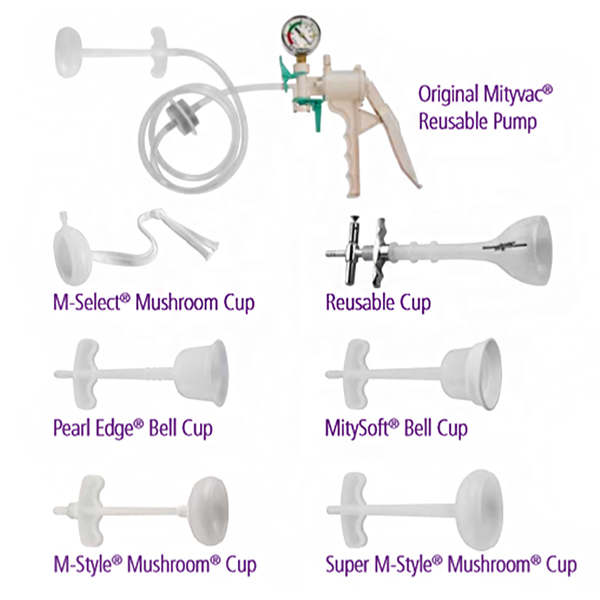 Original Mityvac®
Reusable Pump
M-Select® Mushroom Cup
Reusable Cup
Pearl Edge® Bell Cup
MitySoft® Bell Cup
M-Style® Mushroom® Cup
Super M-Style® Mushroom® Cup